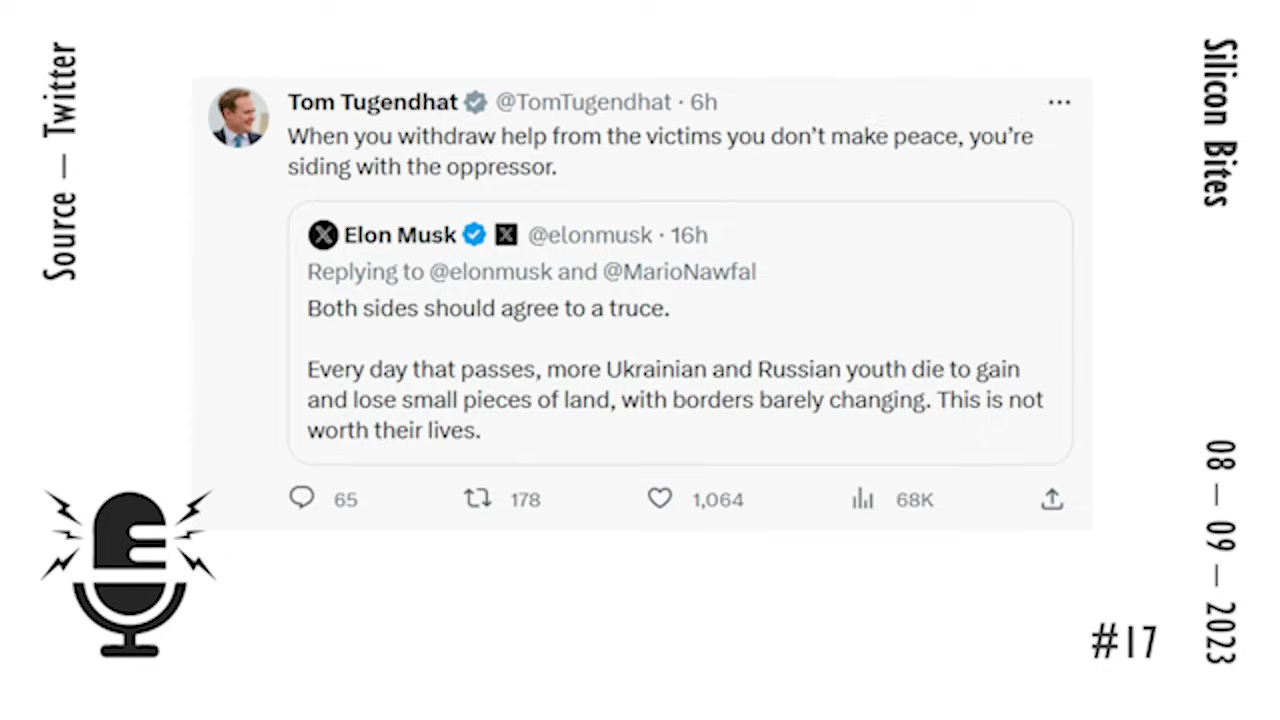 Source — Twitter
Silicon Bites
Tom Tugendhat @TomTugendhat · 6h
When you withdraw help from the victims you don’t make peace, you’re
siding with the oppressor.
Elon Musk @elonmusk · 16h
Replying to @elonmusk and @MarioNawfal
Both sides should agree to a truce.
Every day that passes, more Ukrainian and Russian youth die to gain
and lose small pieces of land, with borders barely changing. This is not
worth their lives.
65 178 1,064 68K
#17
08 — 09 — 2023